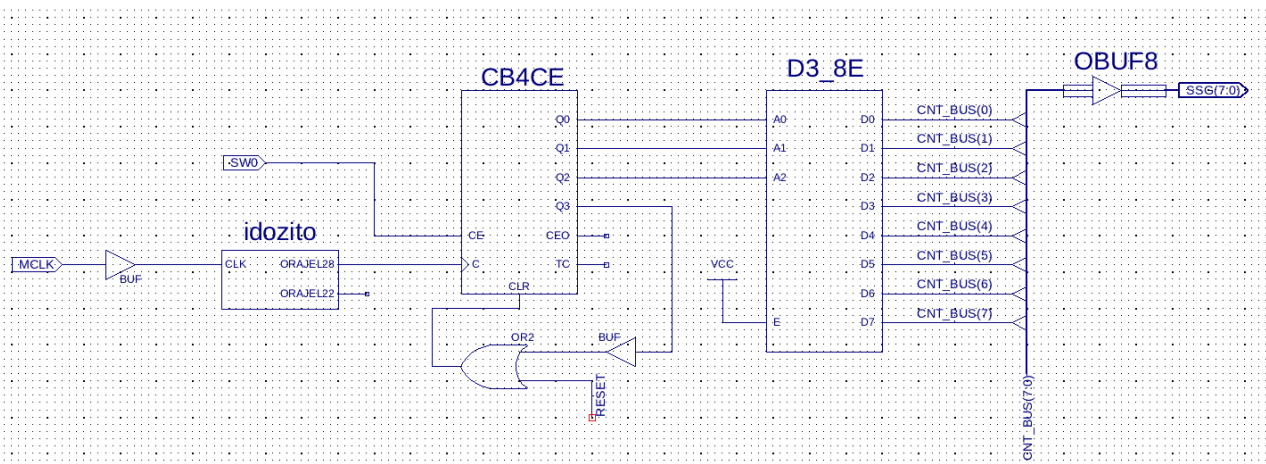 OBUF8
D3_8E
CB4CE
SSG(7:0)
Q0
A0
D0
CNT_BUS(0)
Q1
A1
D1
CNT_BUS(1)
SW0
Q2
A2
D2
CNT_BUS(2)
Q3
D3
CNT_BUS(3)
idozito
CE
CEO
D4
CNT_BUS(4)
MCLK
BUF
CLK
ORAJEL28
C
TC
VCC
D5
CNT_BUS(5)
ORAJEL22
CLR
D6
CNT_BUS(6)
E
D7
CNT_BUS(7)
OR2
BUF
RESET
CNT_BUS(7:0)